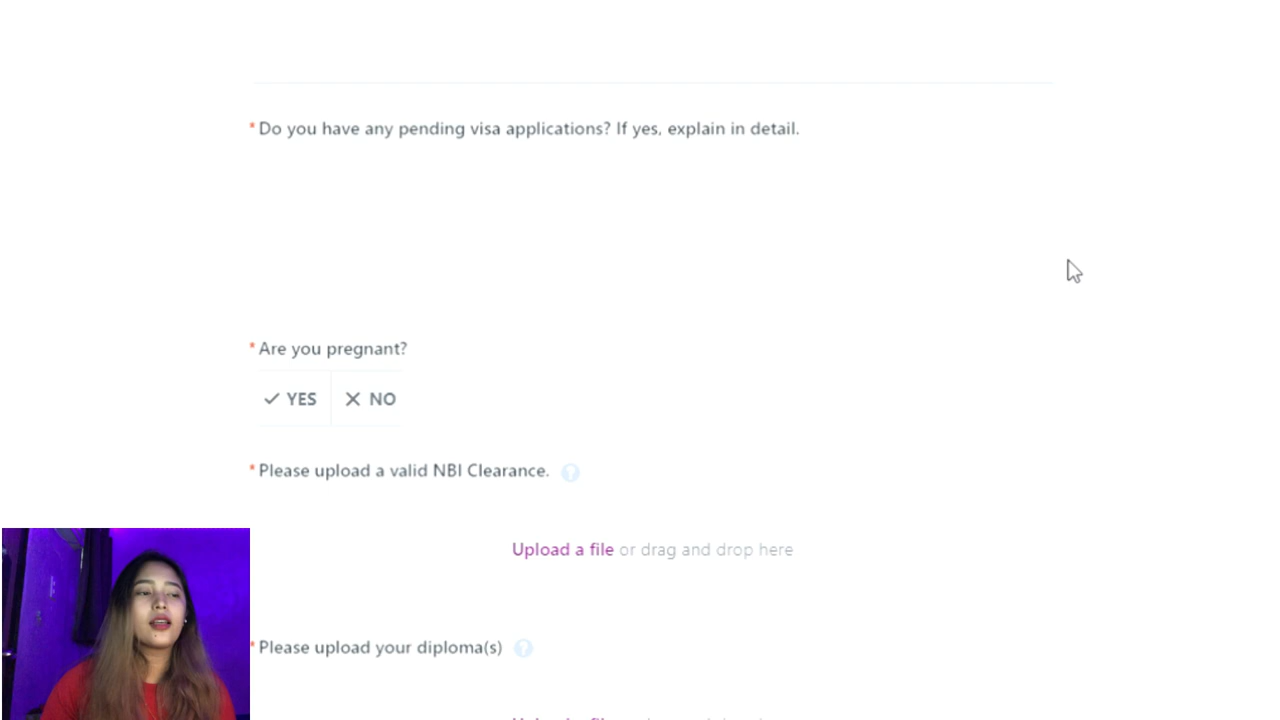 * Do you have any pending visa applications? If yes, explain in detail.
* Are you pregnant?
YES NO
* Please upload a valid NBI Clearance. ?
Upload a file or drag and drop here
* Please upload your diploma(s) ?